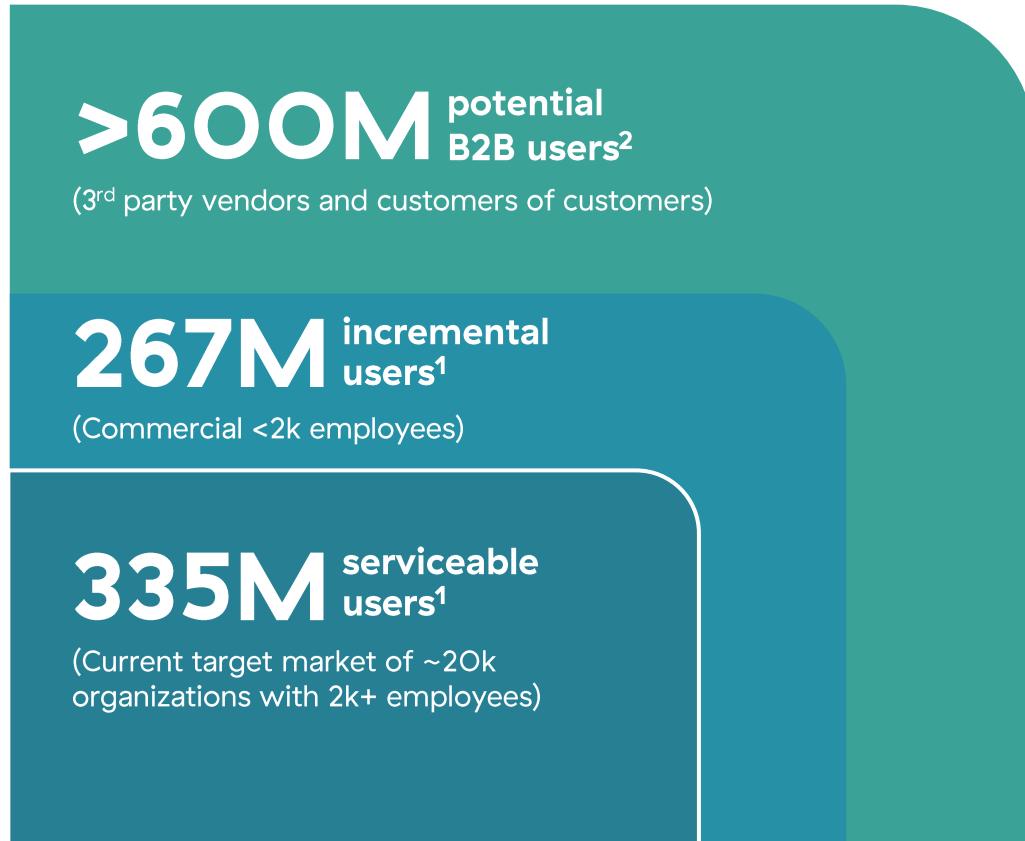 >600M potential
B2B users²
(3rd party vendors and customers of customers)
267M incremental
users¹
(Commercial <2k employees)
335M serviceable
users¹
(Current target market of ~20k
organizations with 2k+ employees)